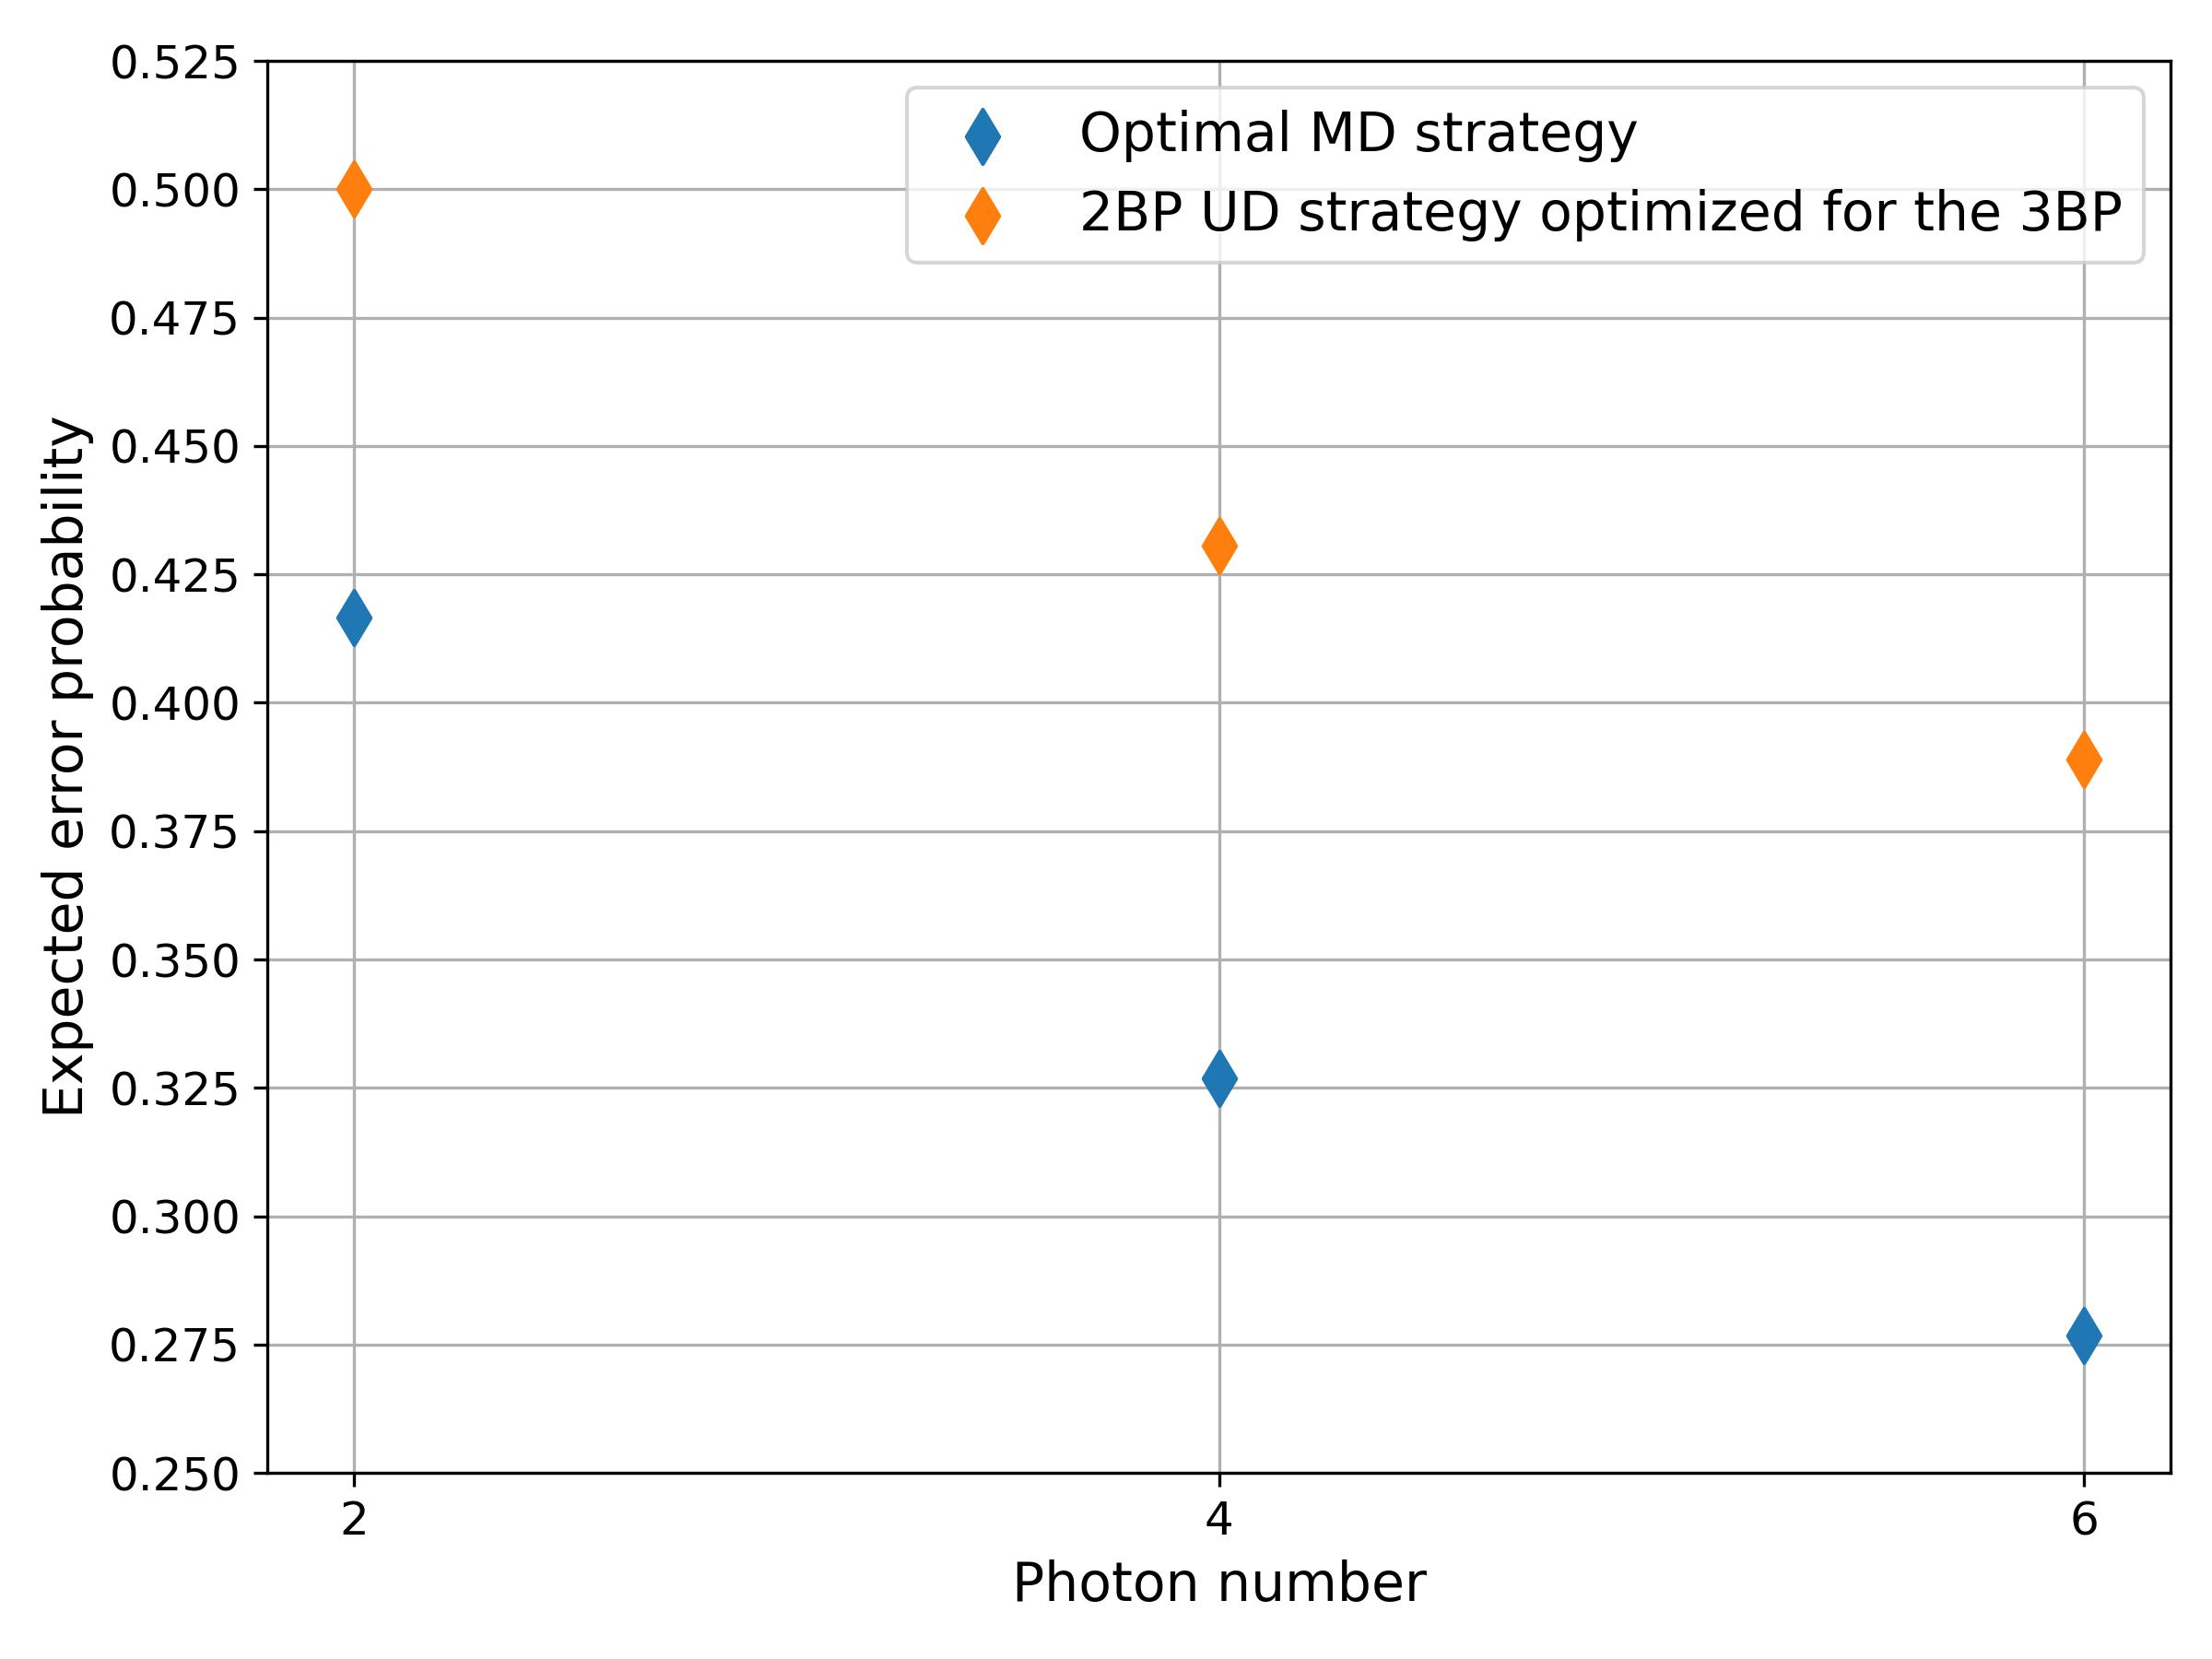 0.525
0.500
0.475
0.450
0.425
0.400
0.375
0.350
0.325
0.300
0.275
0.250
Expected error probability
Optimal MD strategy
2BP UD strategy optimized for the 3BP
2 4 6
Photon number